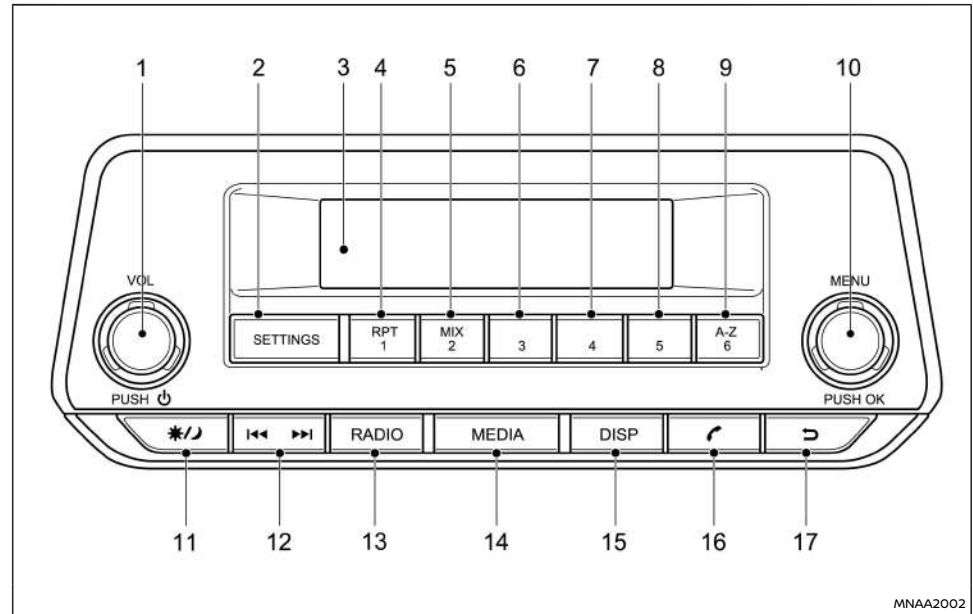 1 2 3 4 5 6 7 8 9 10
VOL
MENU
SETTINGS
RPT
1
MIX
2
3
4
5
A-Z
6
PUSH
PUSH OK
RADIO
MEDIA
DISP
11 12 13 14 15 16 17
MNAA2002